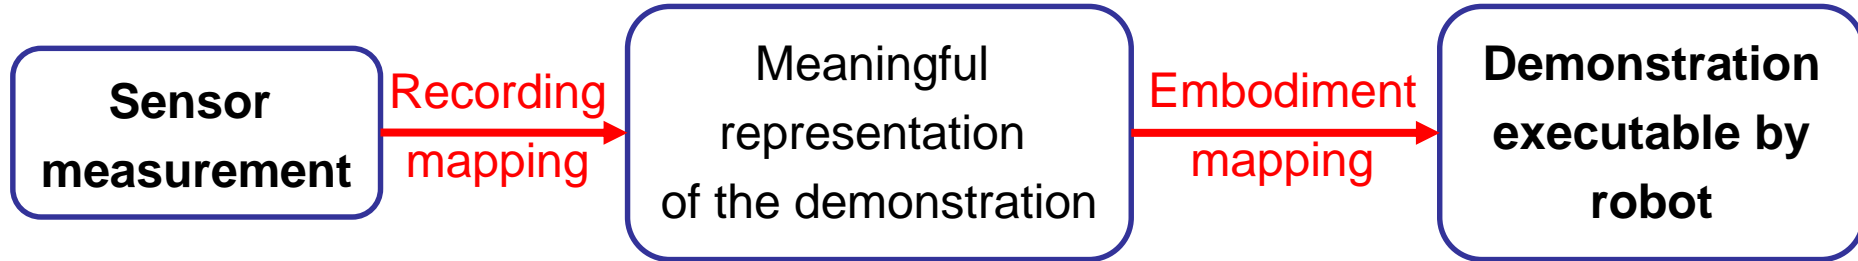 Sensor
measurement
Recording
mapping
Meaningful
representation
of the demonstration
Embodiment
mapping
Demonstration
executable by
robot